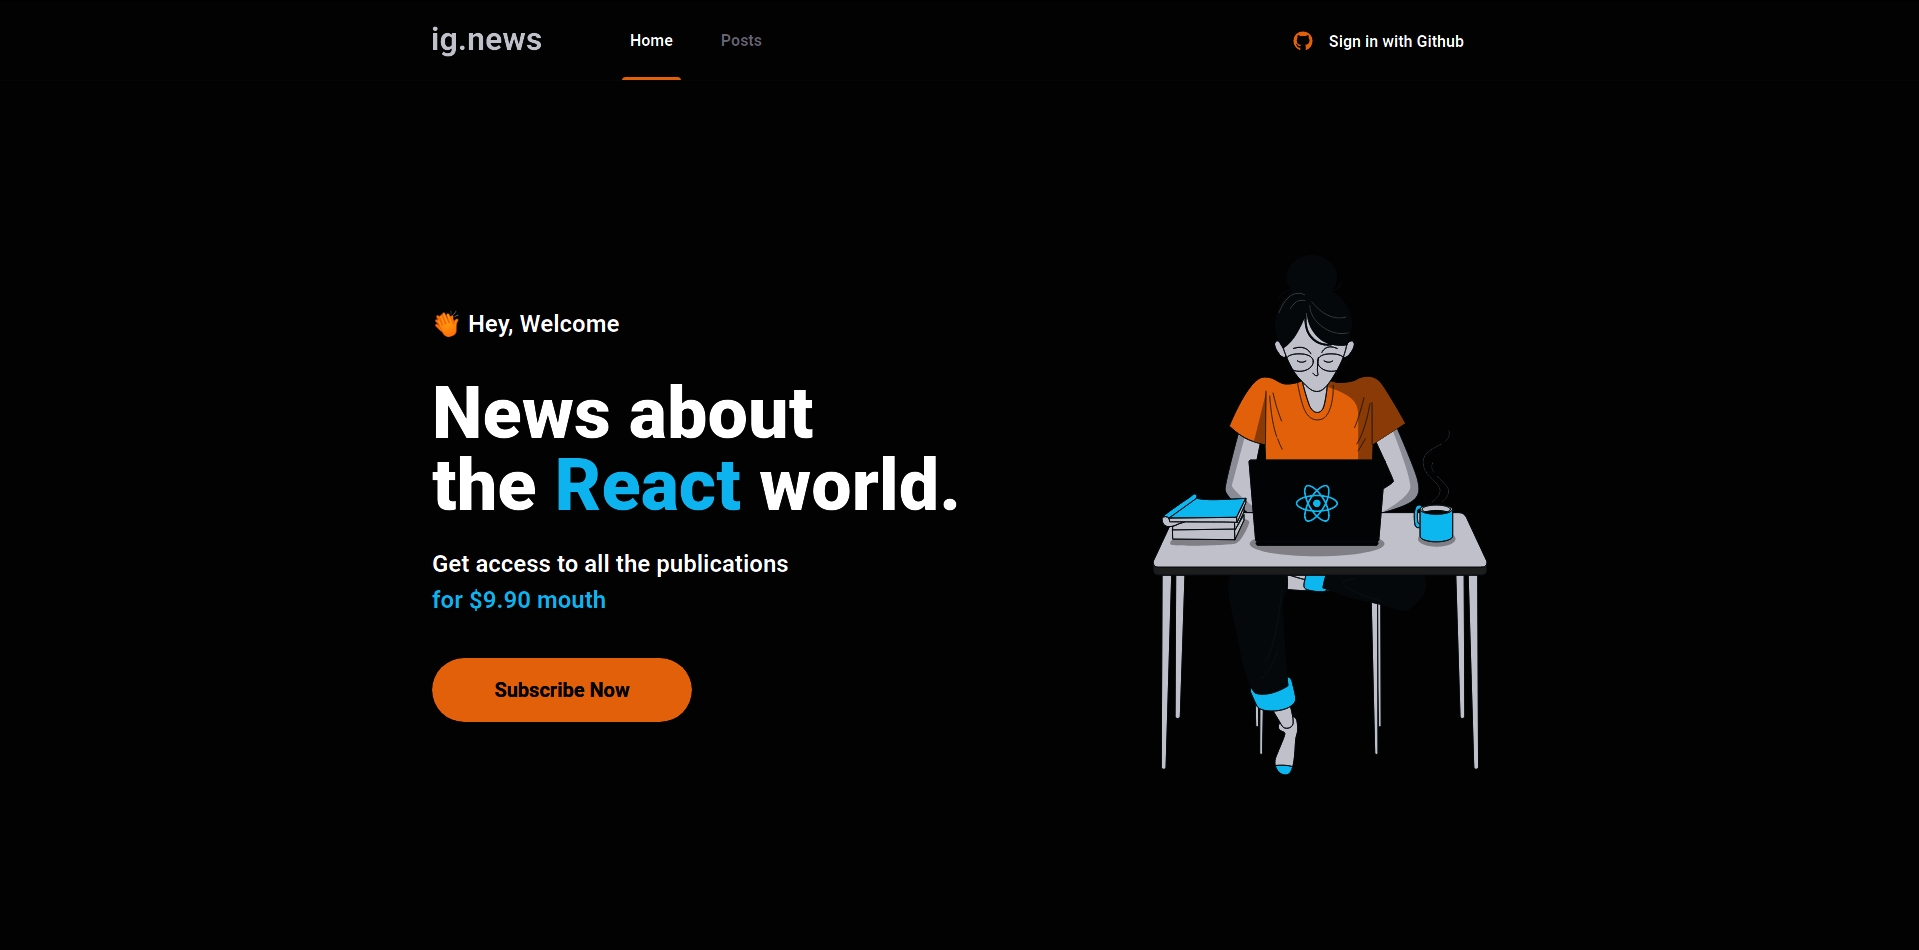 ig.news
Home
Posts
Sign in with Github
👏 Hey, Welcome
News about
the React world.
Get access to all the publications
for $9.90 mouth
Subscribe Now